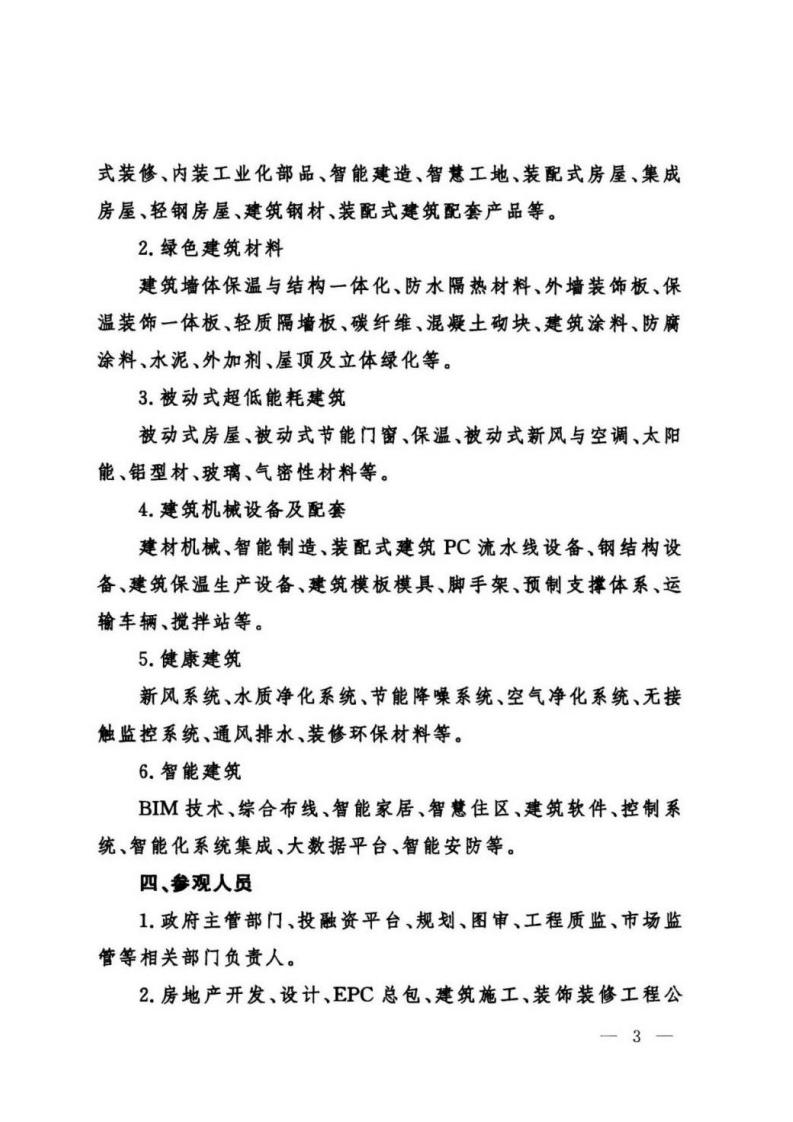 式装修、内装工业化部品、智能建造、智慧工地、装配式房屋、集成
房屋、轻钢房屋、建筑钢材、装配式建筑配套产品等。
2. 绿色建筑材料
建筑墙体保温与结构一体化、防水隔热材料、外墙装饰板、保
温装饰一体板、轻质隔墙板、碳纤维、混凝土砌块、建筑涂料、防腐
涂料、水泥、外加剂、屋顶及立体绿化等。
3. 被动式超低能耗建筑
被动式房屋、被动式节能门窗、保温、被动式新风与空调、太阳
能、铝型材、玻璃、气密性材料等。
4. 建筑机械设备及配套
建材机械、智能制造、装配式建筑 PC 流水线设备、钢结构设
备、建筑保温生产设备、建筑模板模具、脚手架、预制支撑体系、运
输车辆、搅拌站等。
5. 健康建筑
新风系统、水质净化系统、节能降噪系统、空气净化系统、无接
触监控系统、通风排水、装修环保材料等。
6. 智能建筑
BIM 技术、综合布线、智能家居、智慧住区、建筑软件、控制系
统、智能化系统集成、大数据平台、智能安防等。
四、参观人员
1. 政府主管部门、投融资平台、规划、图审、工程质监、市场监
管等相关部门负责人。
2. 房地产开发、设计、EPC 总包、建筑施工、装饰装修工程公
— 3 —